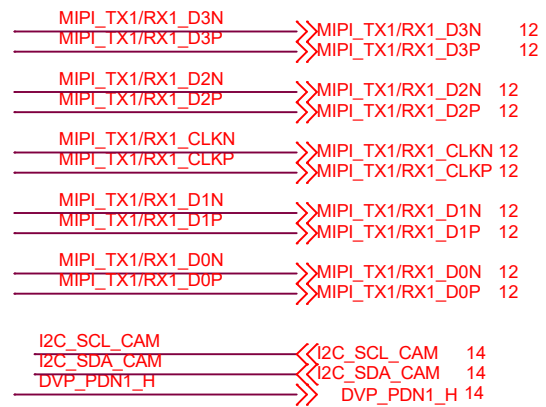 MIPI_TX1/RX1_D3N MIPI_TX1/RX1_D3N 12
MIPI_TX1/RX1_D3P MIPI_TX1/RX1_D3P 12
MIPI_TX1/RX1_D2N MIPI_TX1/RX1_D2N 12
MIPI_TX1/RX1_D2P MIPI_TX1/RX1_D2P 12
MIPI_TX1/RX1_CLKN MIPI_TX1/RX1_CLKN 12
MIPI_TX1/RX1_CLKP MIPI_TX1/RX1_CLKP 12
MIPI_TX1/RX1_D1N MIPI_TX1/RX1_D1N 12
MIPI_TX1/RX1_D1P MIPI_TX1/RX1_D1P 12
MIPI_TX1/RX1_D0N MIPI_TX1/RX1_D0N 12
MIPI_TX1/RX1_D0P MIPI_TX1/RX1_D0P 12
I2C_SCL_CAM I2C_SCL_CAM 14
I2C_SDA_CAM I2C_SDA_CAM 14
DVP_PDN1_H DVP_PDN1_H 14